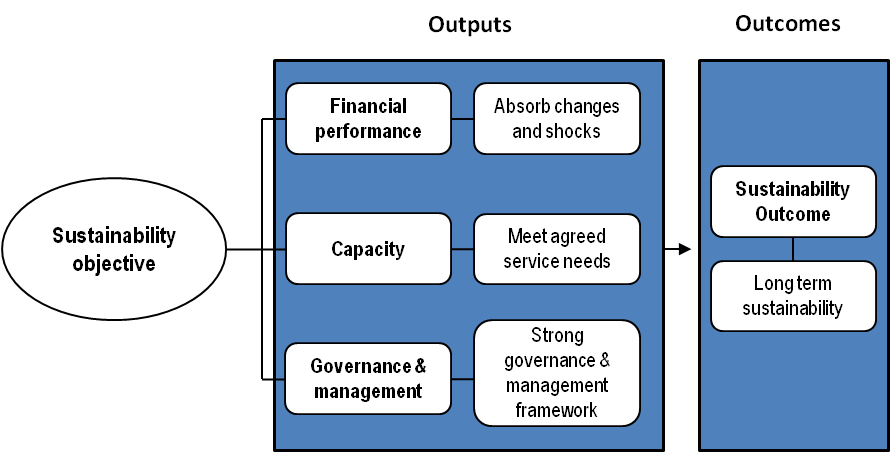 Outputs
Outcomes
Sustainability
objective
Financial
performance
Absorb changes
and shocks
Capacity
Meet agreed
service needs
Governance &
management
Strong
governance &
management
framework
Sustainability
Outcome
Long term
sustainability